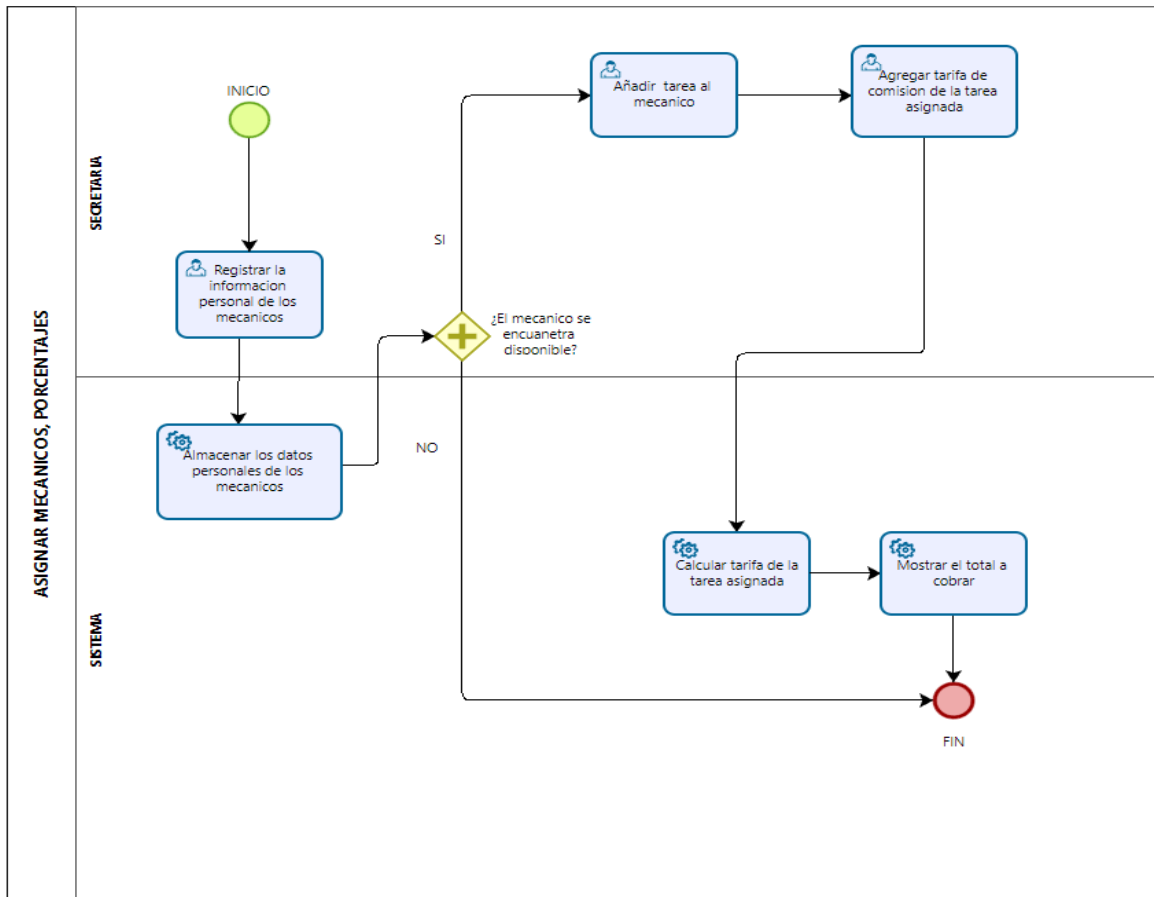 ASIGNAR MECANICOS, PORCENTAJES
SECRETARIA
INICIO
Registrar la
informacion
personal de los
mecanicos
SI
¿El mecanico se
encuanetra
disponible?
Añadir tarea al
mecanico
Agregar tarifa de
comision de la tarea
asignada
SISTEMA
Almacenar los datos
personales de los
mecanicos
NO
Calcular tarifa de la
tarea asignada
Mostrar el total a
cobrar
FIN